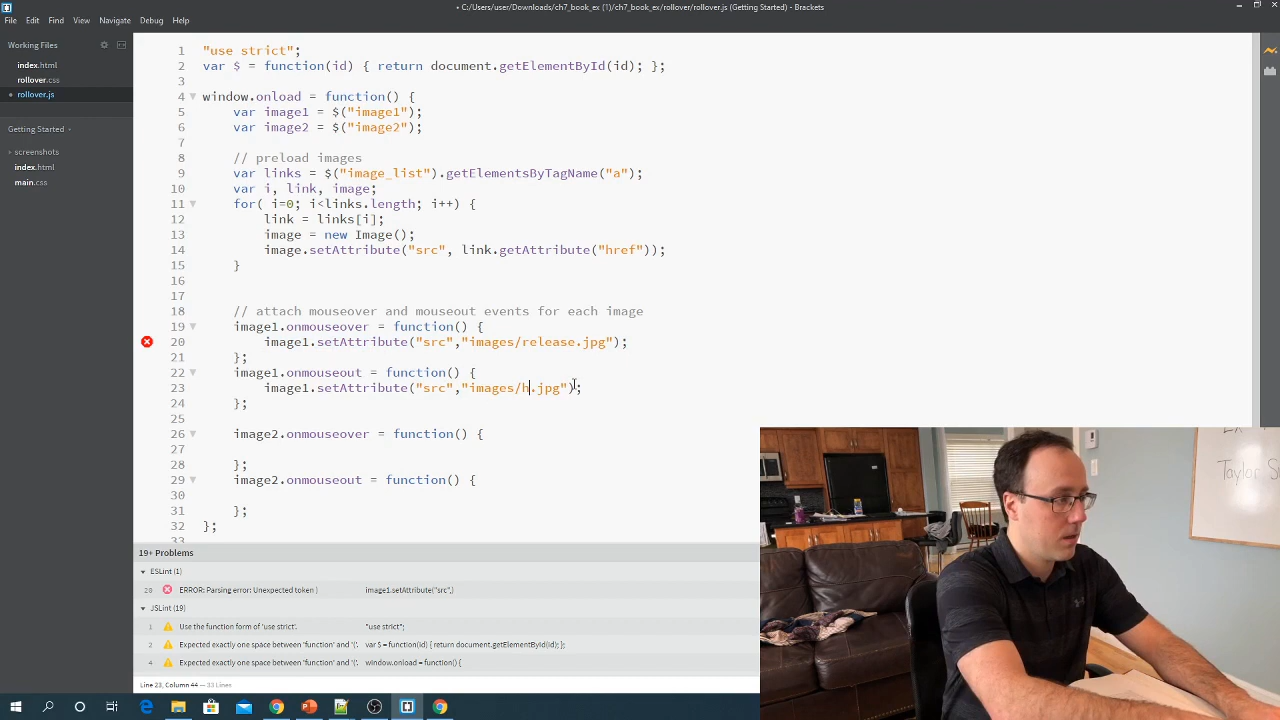 • C:/Users/user/Downloads/ch7_book_ex (1)/ch7_book_ex/rollover/rollover.js (Getting Started) - Brackets
File Edit Find View Navigate Debug Help
Working Files
index.html
rollover.css
• rollover.js
Getting Started
screenshots
index.html
main.css
1 "use strict";
2 var $ = function(id) { return document.getElementById(id); };
3
4 window.onload = function() {
5 var image1 = $("image1");
6 var image2 = $("image2");
7
8 // preload images
9 var links = $("image_list").getElementsByTagName("a");
10 var i, link, image;
11 for( i=0; i<links.length; i++) {
12 link = links[i];
13 image = new Image();
14 image.setAttribute("src", link.getAttribute("href"));
15 }
16
17
18 // attach mouseover and mouseout events for each image
19 image1.onmouseover = function() {
20 image1.setAttribute("src","images/release.jpg");
21 };
22 image1.onmouseout = function() {
23 image1.setAttribute("src","images/h.jpg");
24 };
25
26 image2.onmouseover = function() {
27
28 };
29 image2.onmouseout = function() {
30
31 };
32 };
33
19+ Problems
ESLint (1)
20 ERROR: Parsing error: Unexpected token ) image1.setAttribute("src",)
JSLint (19)
1 Use the function form of 'use strict'. "use strict";
2 Expected exactly one space between 'function' and '('. var $ = function(id) { return document.getElementById(id); };
4 Expected exactly one space between 'function' and '('. window.onload = function() {
Line 23, Column 44 — 33 Lines
Taylor S